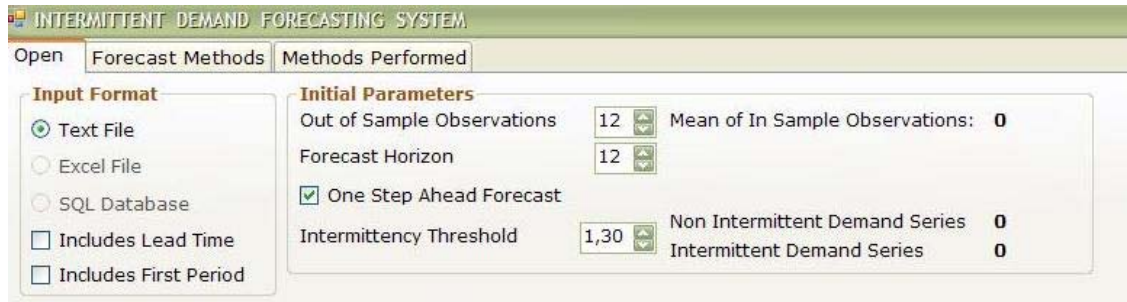 INTERMITTENT DEMAND FORECASTING SYSTEM
Open Forecast Methods Methods Performed
Input Format
Text File
Excel File
SQL Database
Includes Lead Time
Includes First Period
Initial Parameters
Out of Sample Observations 12 Mean of In Sample Observations: 0
Forecast Horizon 12
One Step Ahead Forecast
Intermittency Threshold 1,30
Non Intermittent Demand Series 0
Intermittent Demand Series 0